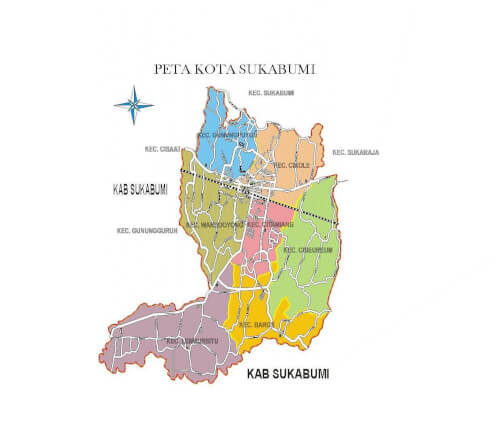 PETA KOTA SUKABUMI
KEC. SUKABUMI
KEC. GUNUNGPUYUH
KEC. CISAAT
KEC. SUKARAJA
KEC. CIKOLE
KAB SUKABUMI
KEC. GUNUNGGURUH
KEC. WARUDOYONG
KEC. CITAMIANG
KEC. CIBEUREUM
KEC. BAROS
KEC. LEMBURSITU
KAB SUKABUMI